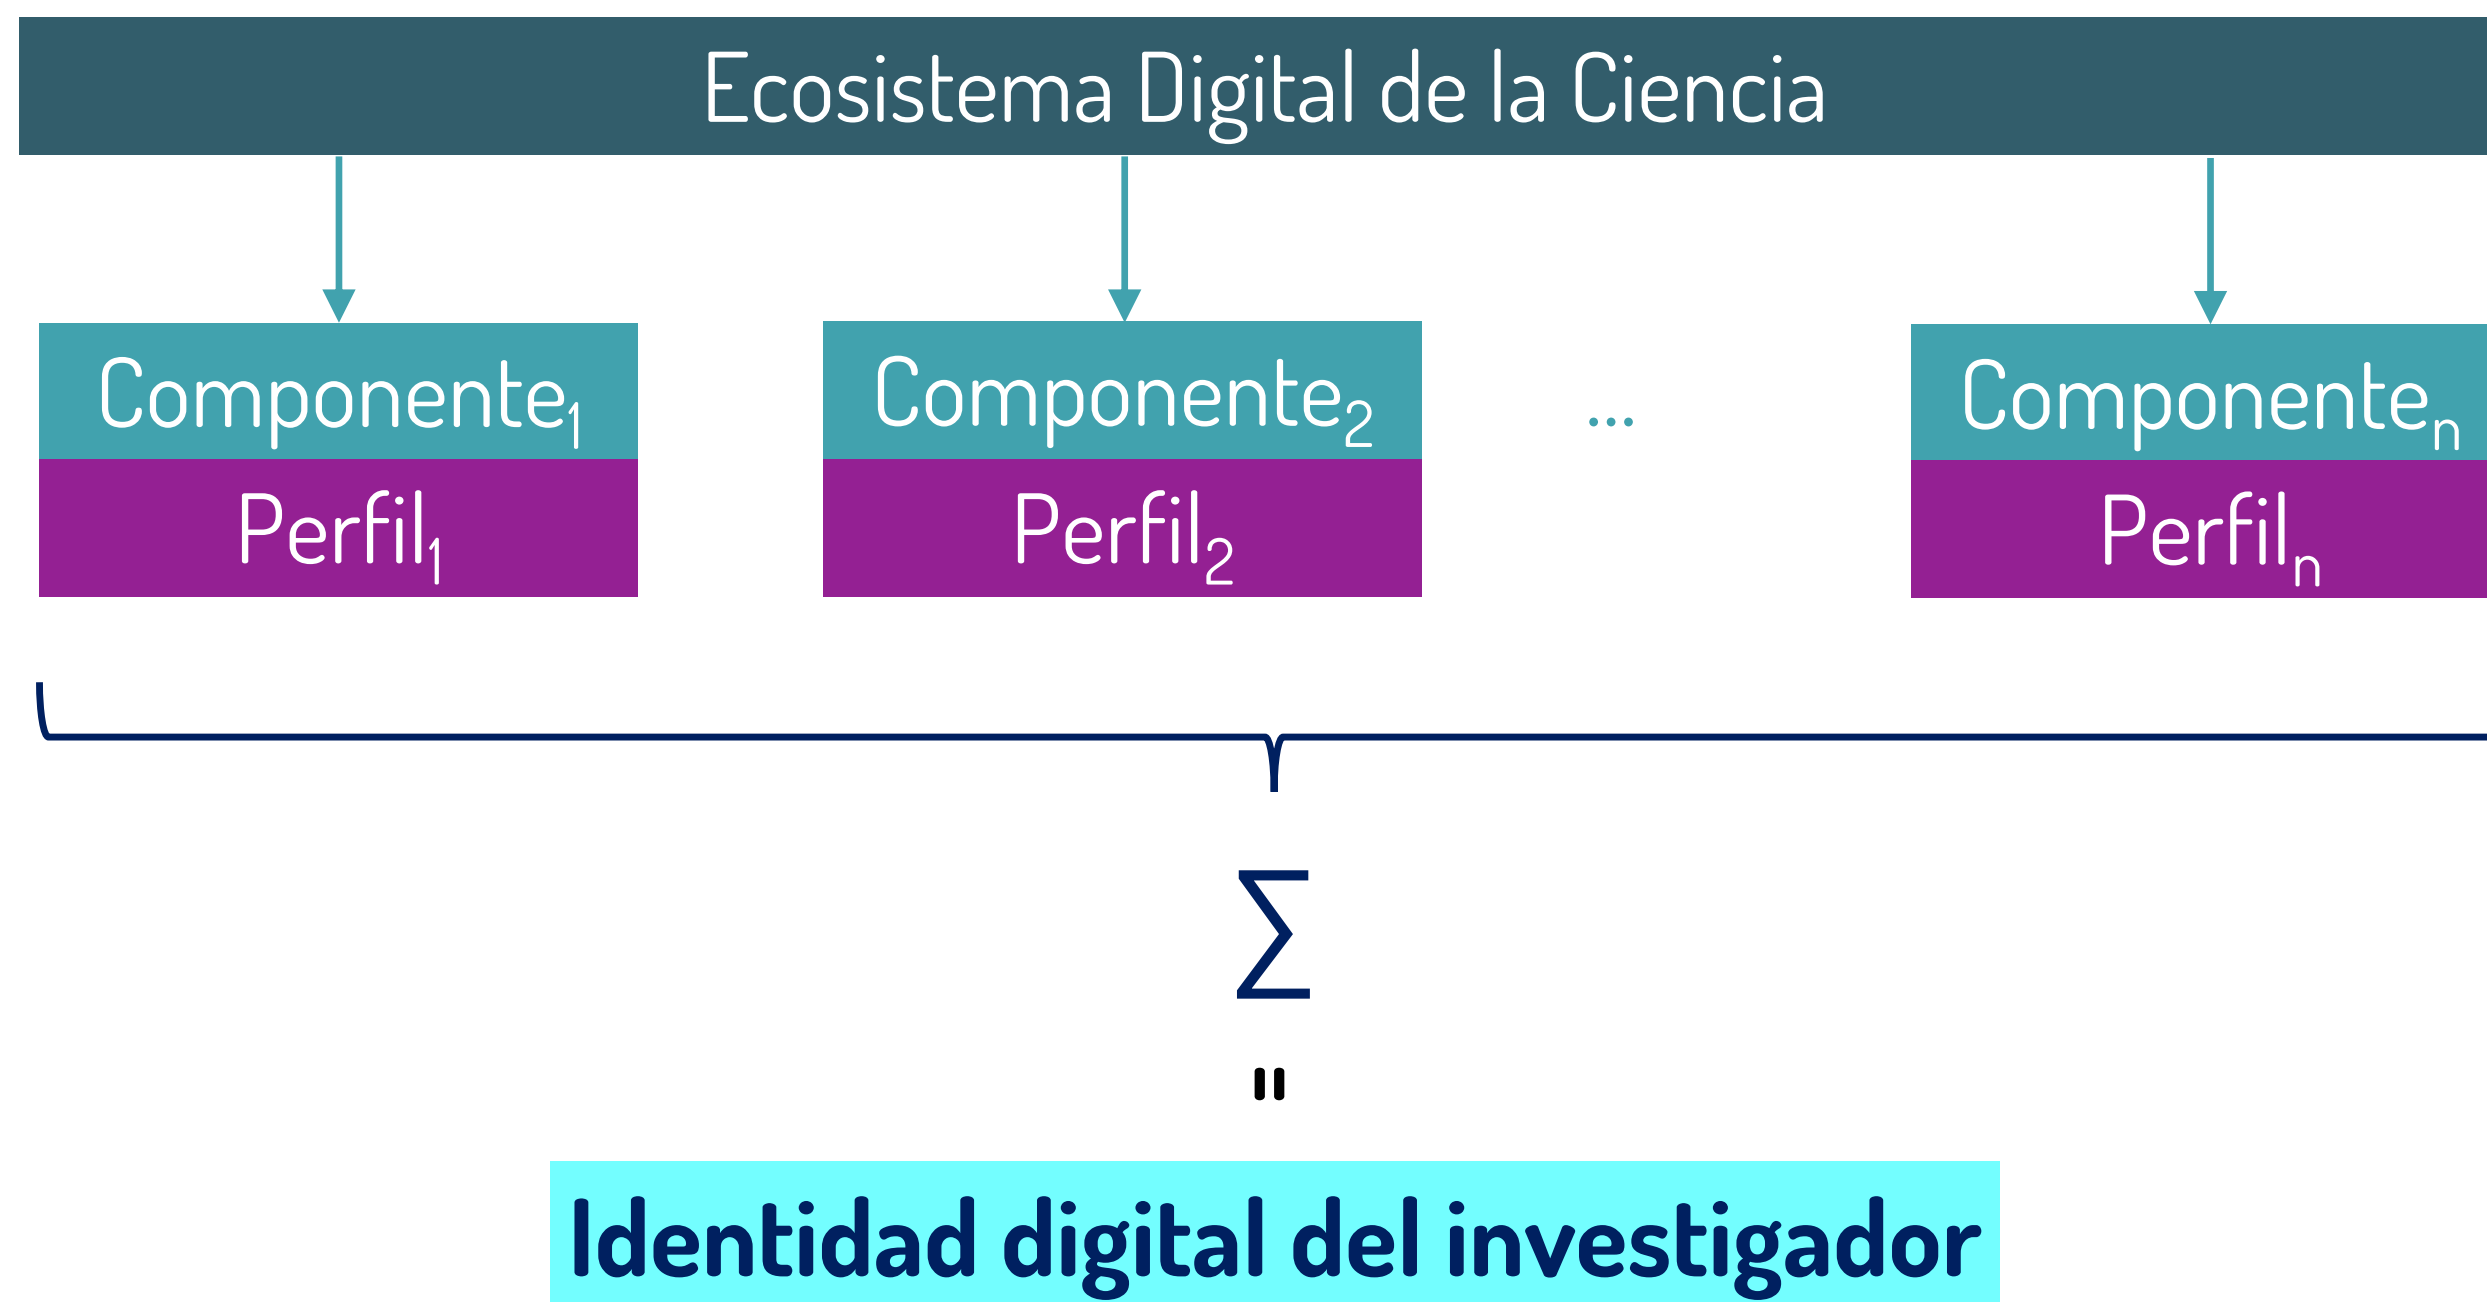 Ecosistema Digital de la Ciencia
Componente₁ Componente₂ ... Componenteₙ
Perfil₁ Perfil₂ Perfilₙ
∑
=
Identidad digital del investigador